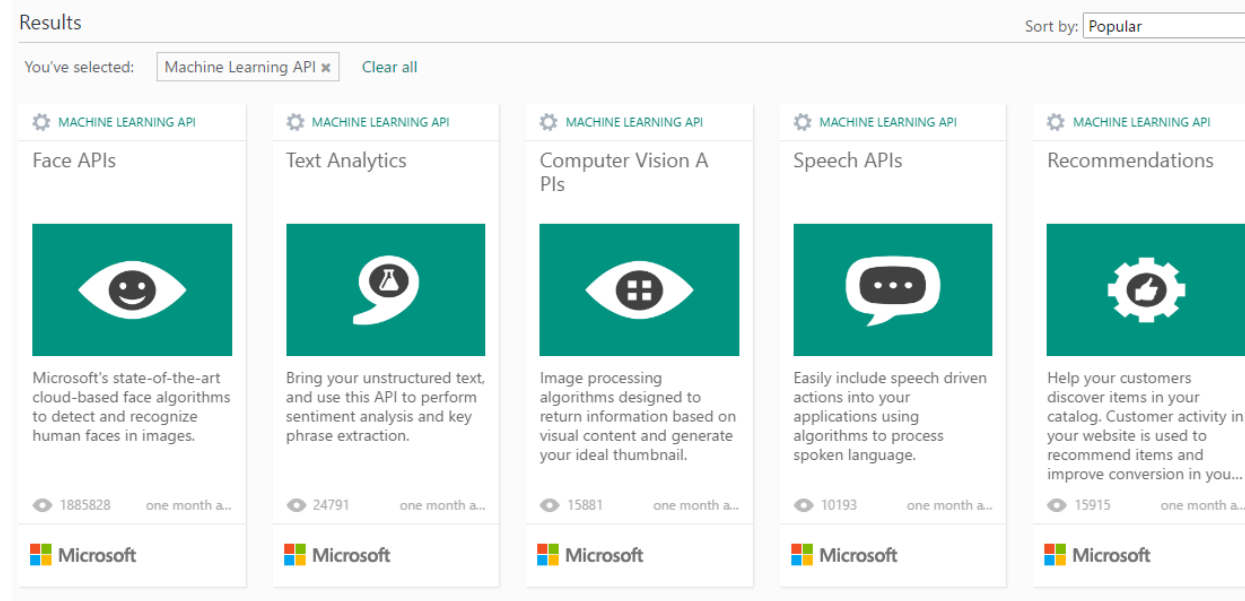 Results
Sort by: Popular
You've selected: Machine Learning API × Clear all
MACHINE LEARNING API
Face APIs
Microsoft's state-of-the-art
cloud-based face algorithms
to detect and recognize
human faces in images.
1885828 one month a...
Microsoft
MACHINE LEARNING API
Text Analytics
Bring your unstructured text,
and use this API to perform
sentiment analysis and key
phrase extraction.
24791 one month a...
Microsoft
MACHINE LEARNING API
Computer Vision A
PIs
Image processing
algorithms designed to
return information based on
visual content and generate
your ideal thumbnail.
15881 one month a...
Microsoft
MACHINE LEARNING API
Speech APIs
Easily include speech driven
actions into your
applications using
algorithms to process
spoken language.
10193 one month a...
Microsoft
MACHINE LEARNING API
Recommendations
Help your customers
discover items in your
catalog. Customer activity in
your website is used to
recommend items and
improve conversion in you...
15915 one month a...
Microsoft